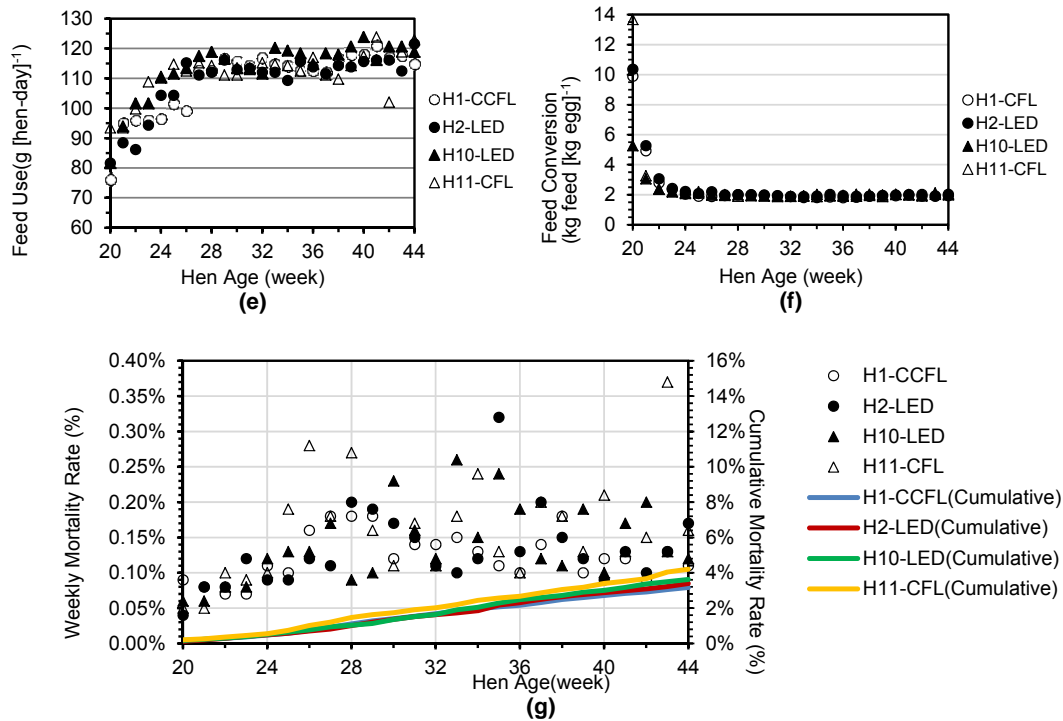 130
120
110
100
90
80
70
60
Feed Use(g [hen-day]-1
20 24 28 32 36 40 44
Hen Age (week)
(e)
H1-CCFL
H2-LED
H10-LED
H11-CFL
14
12
10
8
6
4
2
0
Feed Conversion
(kg feed [kg egg]-1
20 24 28 32 36 40 44
Hen Age (week)
(f)
H1-CFL
H2-LED
H10-LED
H11-CFL
0.40%
0.35%
0.30%
0.25%
0.20%
0.15%
0.10%
0.05%
0.00%
Weekly Mortality Rate (%)
16%
14%
12%
10%
8%
6%
4%
2%
0%
Cumulative Mortality Rate (%)
20 24 28 32 36 40 44
Hen Age(week)
(g)
H1-CCFL
H2-LED
H10-LED
H11-CFL
H1-CCFL(Cumulative)
H2-LED(Cumulative)
H10-LED(Cumulative)
H11-CFL(Cumulative)